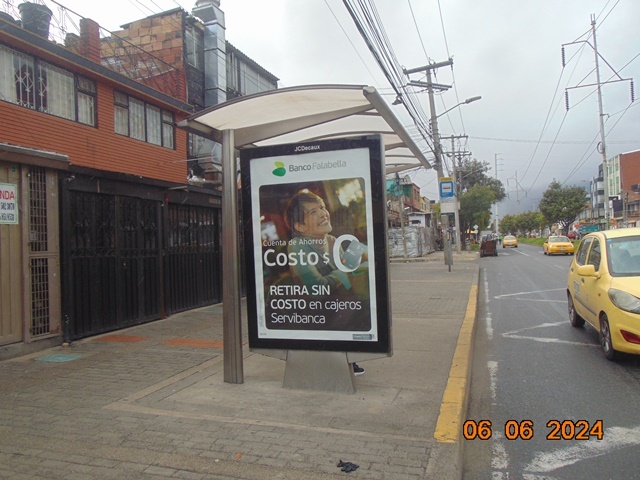 JCDecaux
Banco Falabella
Cuenta de Ahorros
Costo $ 0
RETIRA SIN
COSTO en cajeros
Servibanca
NDA
06 06 2024